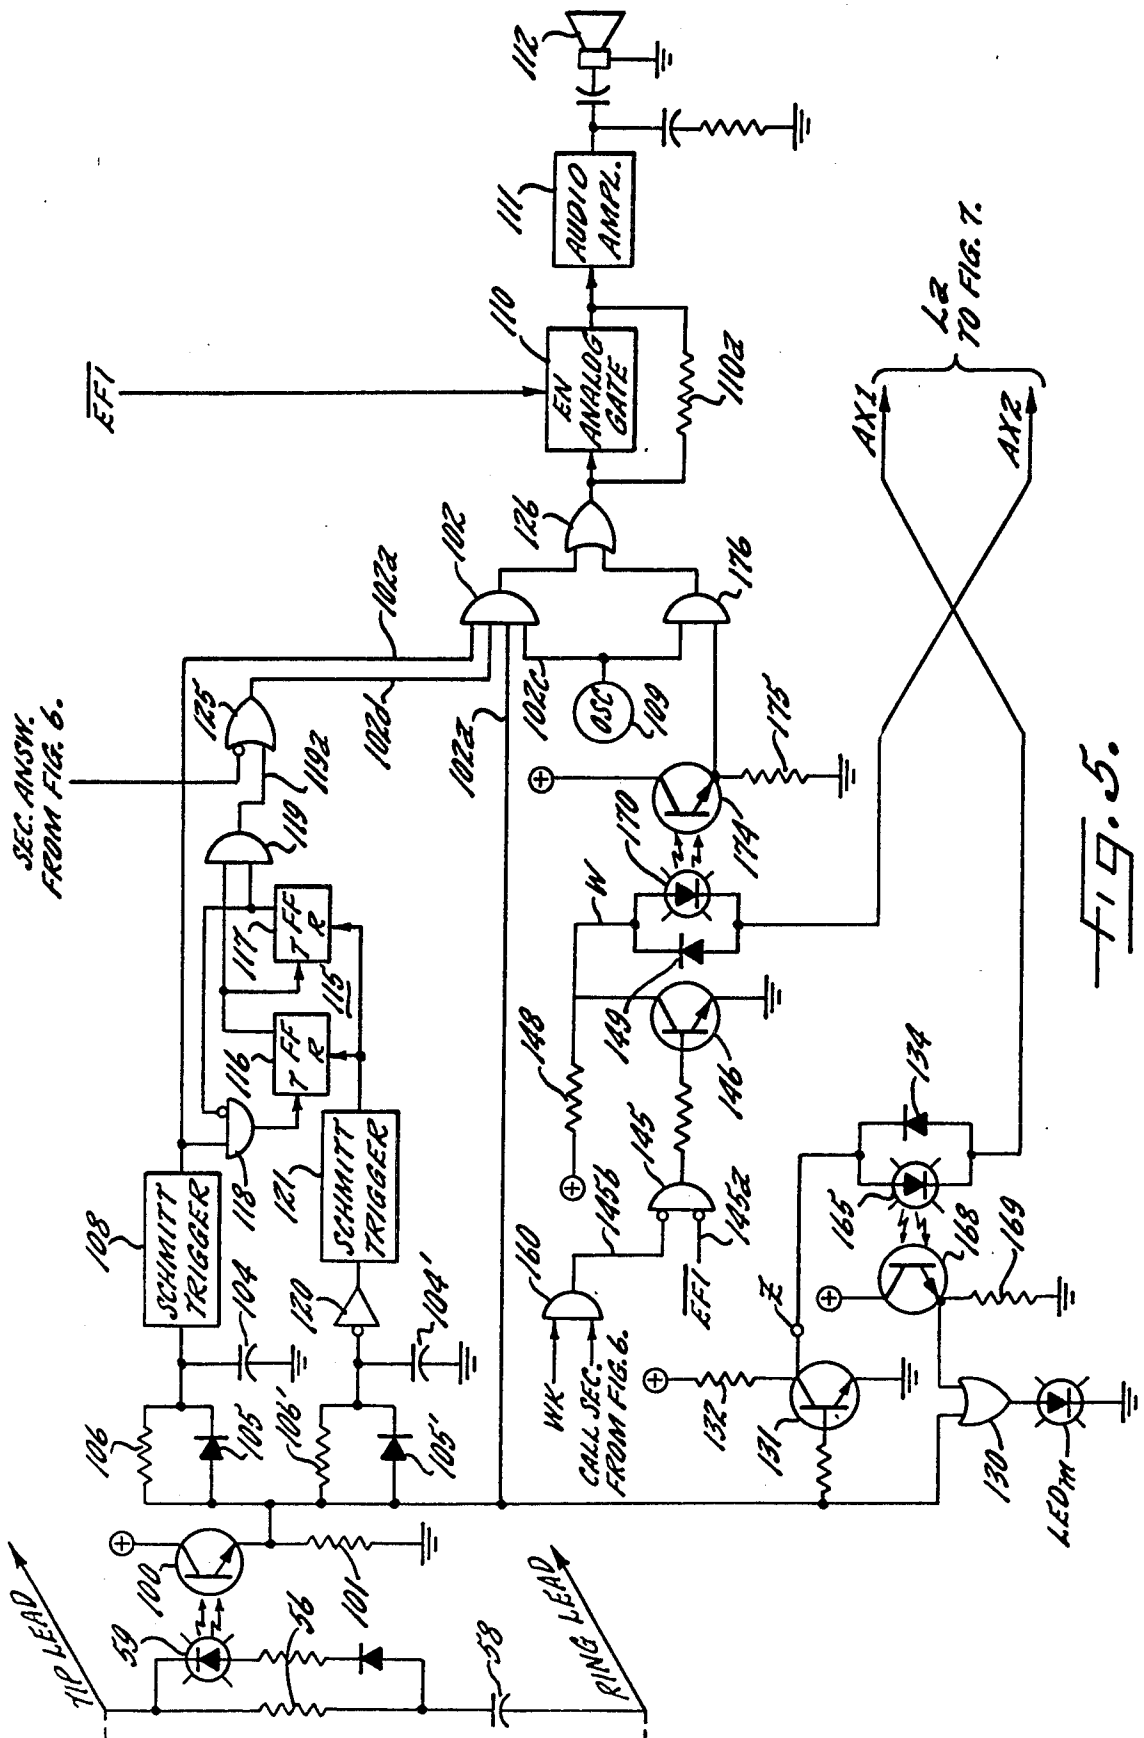 TIP LEAD
59
100
56
101
58
RING LEAD
106
105
104
108
SCHMITT
TRIGGER
118
106'
105'
120
104'
121
SCHMITT
TRIGGER
116
T FF
R
115
117
T FF
R
119
119a
125
SEC. ANSW.
FROM FIG. 6.
102d
102a
102
102a
102c
OSC
109
126
176
EF1
110
EN
ANALOG
GATE
110a
111
AUDIO
AMPL.
112
WK
CALL SEC.
FROM FIG. 6.
160
145b
EF1
145a
145
148
146
149
W
170
174
175
132
131
Z
165
134
168
169
130
LEDm
AX1
AX2
L2
TO FIG. 7.
Fig. 5.